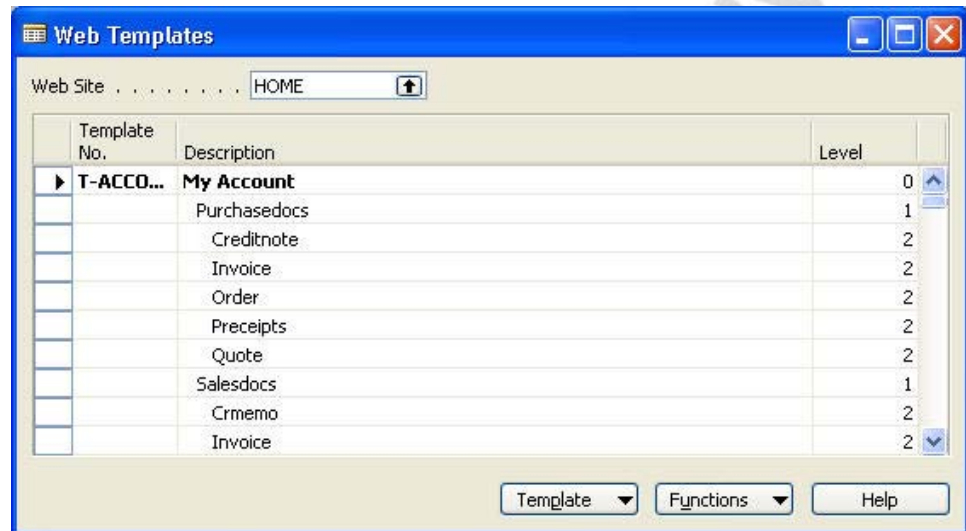 Web Templates
Web Site . . . . . . . . HOME
Template No. Description Level
T-ACCO... My Account 0
Purchasedocs 1
Creditnote 2
Invoice 2
Order 2
Preceipts 2
Quote 2
Salesdocs 1
Crmemo 2
Invoice 2
Template Functions Help